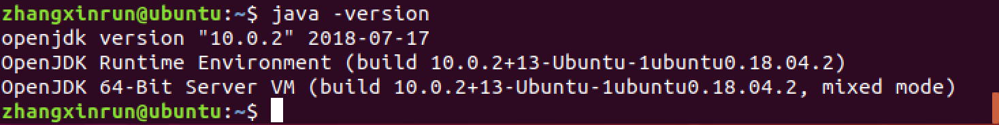 zhangxinrun@ubuntu:~$ java -version
openjdk version "10.0.2" 2018-07-17
OpenJDK Runtime Environment (build 10.0.2+13-Ubuntu-1ubuntu0.18.04.2)
OpenJDK 64-Bit Server VM (build 10.0.2+13-Ubuntu-1ubuntu0.18.04.2, mixed mode)
zhangxinrun@ubuntu:~$